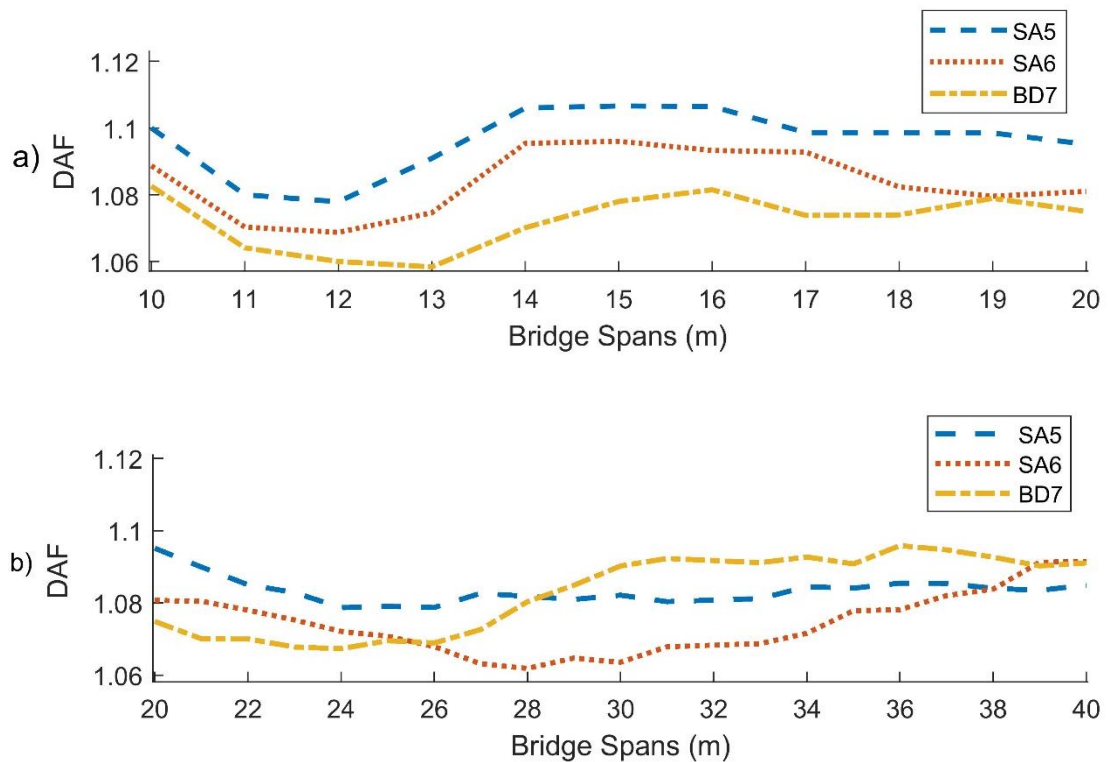 SA5
SA6
BD7
1.12
1.1
1.08
1.06
a) DAF
10 11 12 13 14 15 16 17 18 19 20
Bridge Spans (m)
SA5
SA6
BD7
1.12
1.1
1.08
1.06
b) DAF
20 22 24 26 28 30 32 34 36 38 40
Bridge Spans (m)